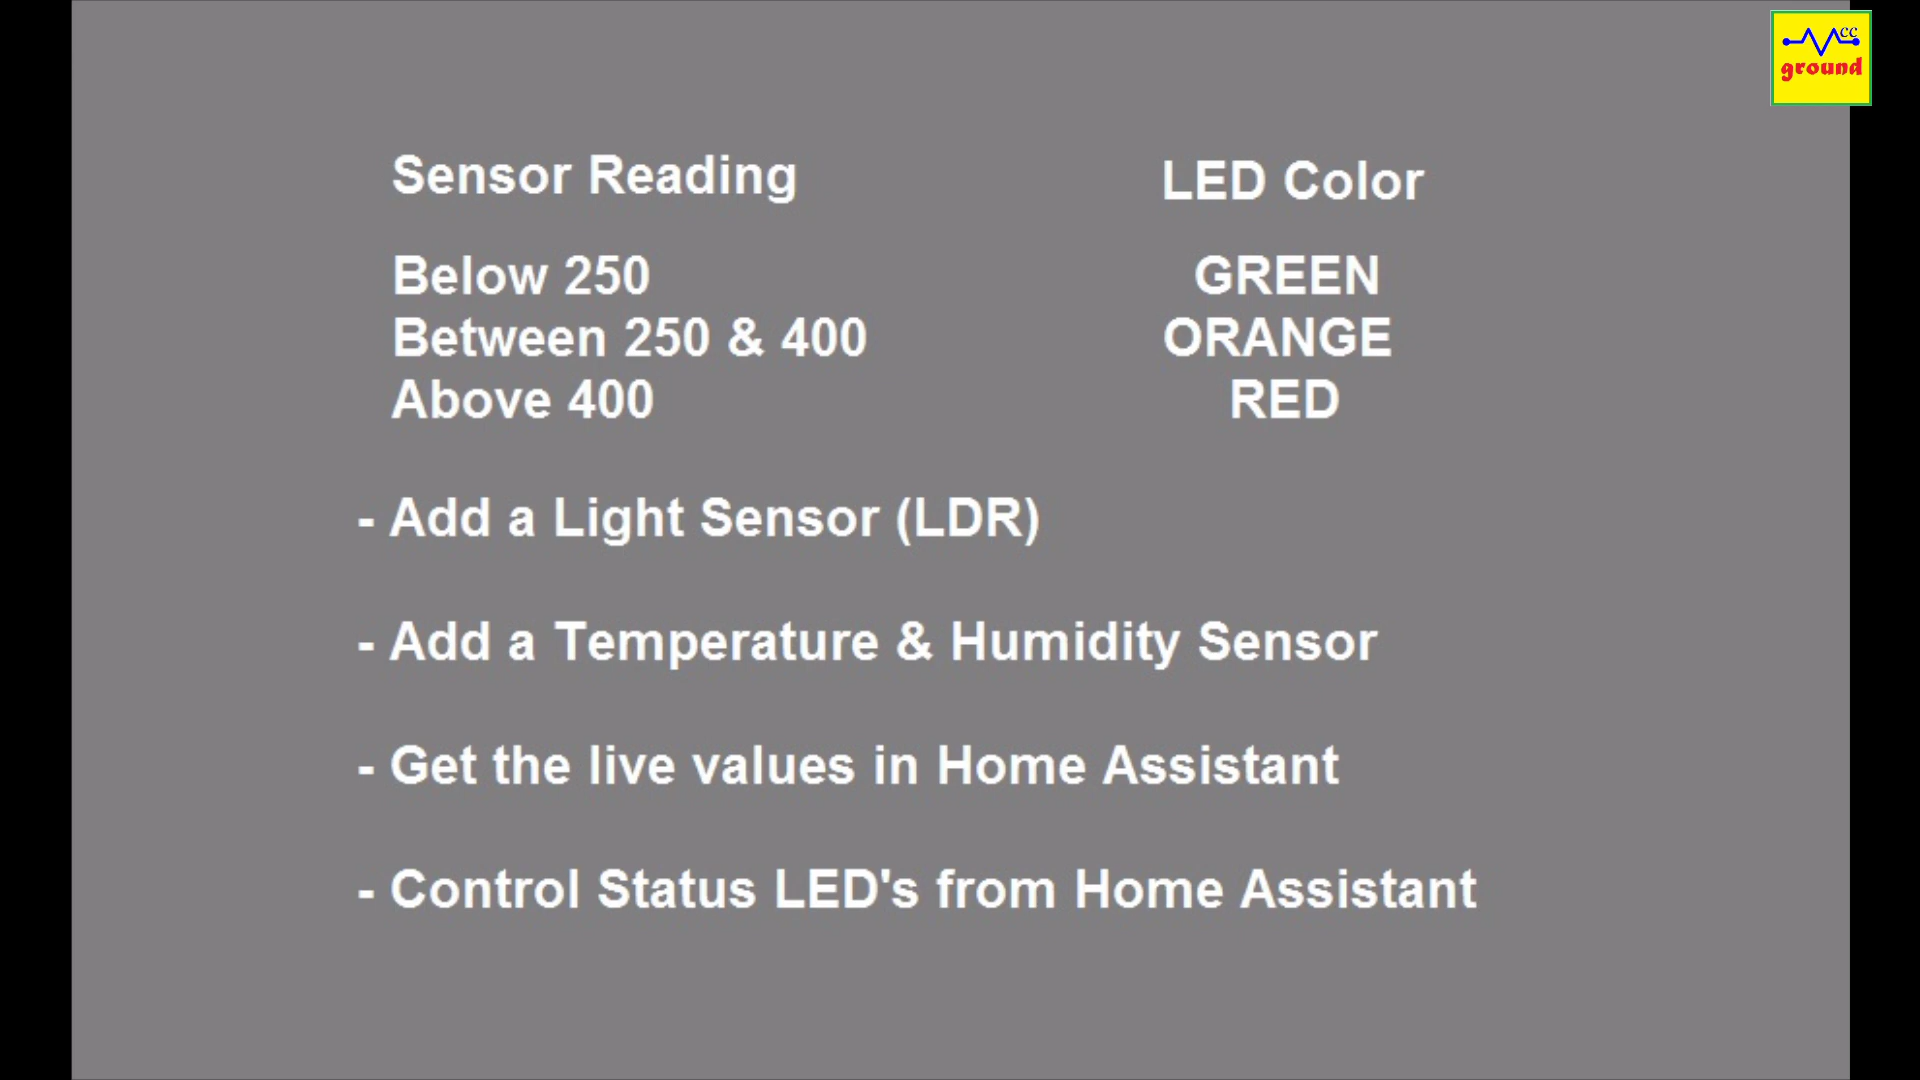 cc
ground
Sensor Reading LED Color
Below 250 GREEN
Between 250 & 400 ORANGE
Above 400 RED
- Add a Light Sensor (LDR)
- Add a Temperature & Humidity Sensor
- Get the live values in Home Assistant
- Control Status LED's from Home Assistant